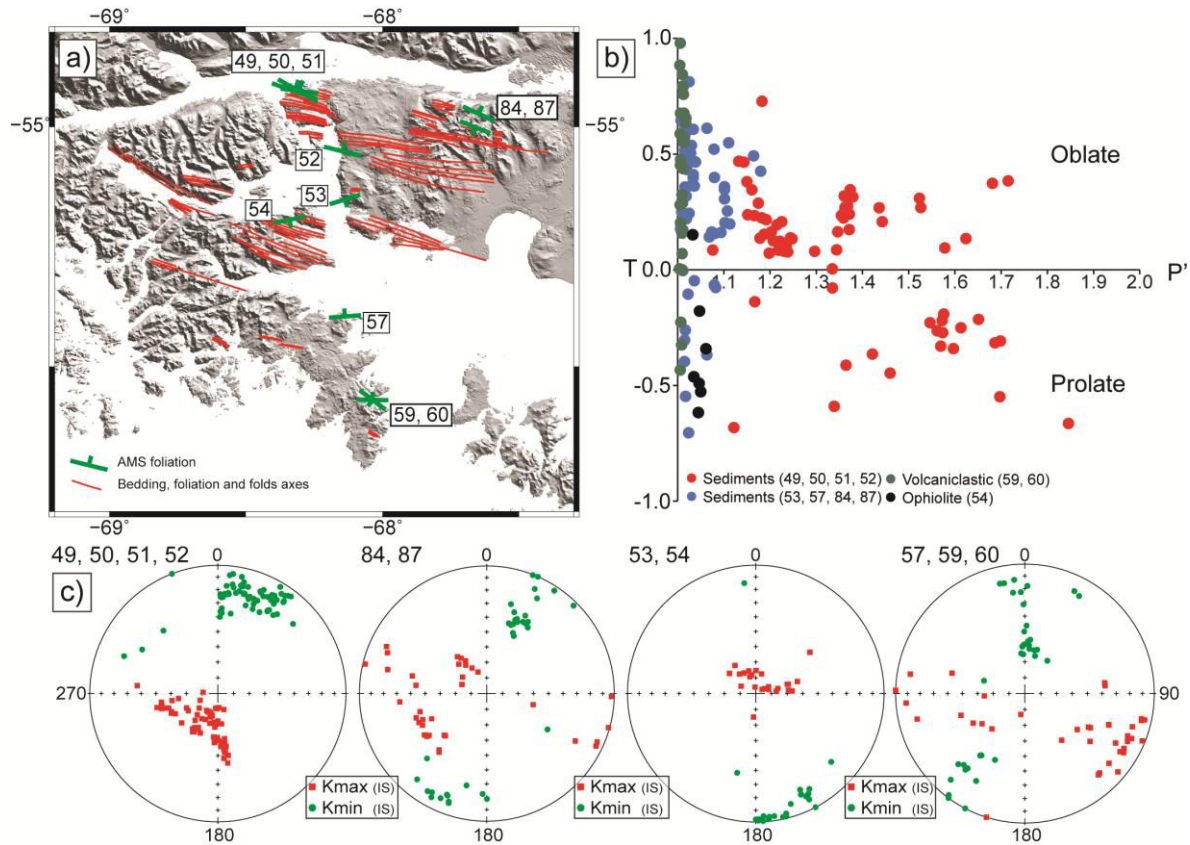 −69°
−68°
a)
49, 50, 51
84, 87
−55°
−55°
52
53
54
57
59, 60
AMS foliation
Bedding, foliation and folds axes
−69°
−68°
b)
1.0
0.5
T 0.0
-0.5
-1.0
1.1 1.2 1.3 1.4 1.5 1.6 1.7 1.8 1.9 2.0 P'
Oblate
Prolate
Sediments (49, 50, 51, 52)
Volcaniclastic (59, 60)
Sediments (53, 57, 84, 87)
Ophiolite (54)
c)
49, 50, 51, 52
0
270
180
Kmax (IS)
Kmin (IS)
84, 87
0
180
Kmax (IS)
Kmin (IS)
53, 54
0
180
Kmax (IS)
Kmin (IS)
57, 59, 60
0
90
180